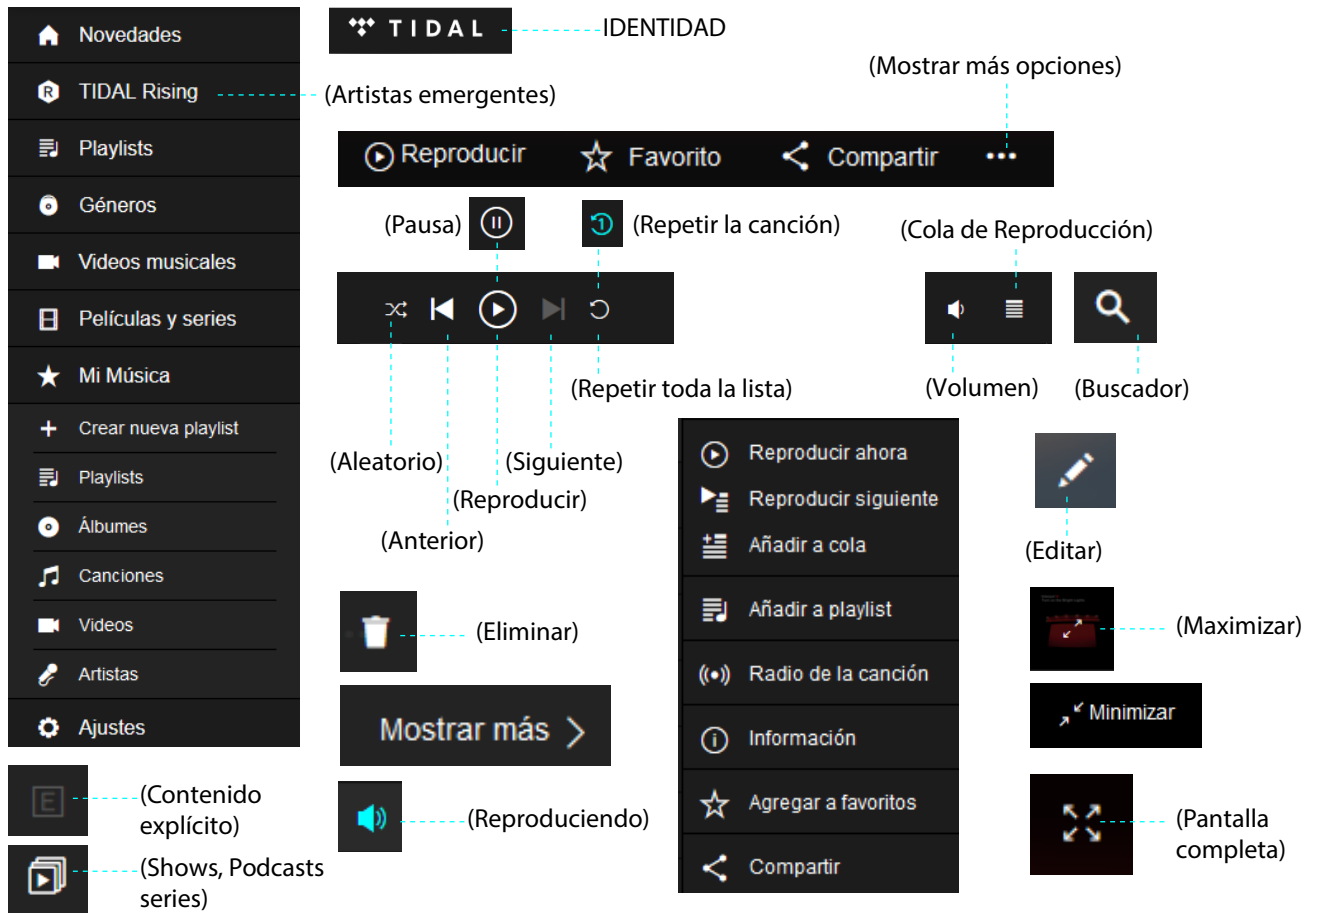 Novedades
TIDAL Rising
Playlists
Géneros
Videos musicales
Películas y series
Mi Música
Crear nueva playlist
Playlists
Álbumes
Canciones
Videos
Artistas
Ajustes
E
(Contenido
explícito)
(Shows, Podcasts
series)
TIDAL
IDENTIDAD
(Artistas emergentes)
(Mostrar más opciones)
Reproducir
Favorito
Compartir
(Pausa)
1
(Repetir la canción)
(Cola de Reproducción)
(Repetir toda la lista)
(Volumen)
(Buscador)
(Aleatorio)
(Siguiente)
(Reproducir)
(Anterior)
(Eliminar)
Mostrar más
(Reproduciendo)
Reproducir ahora
Reproducir siguiente
Añadir a cola
Añadir a playlist
Radio de la canción
Información
Agregar a favoritos
Compartir
(Editar)
(Maximizar)
Minimizar
(Pantalla
completa)